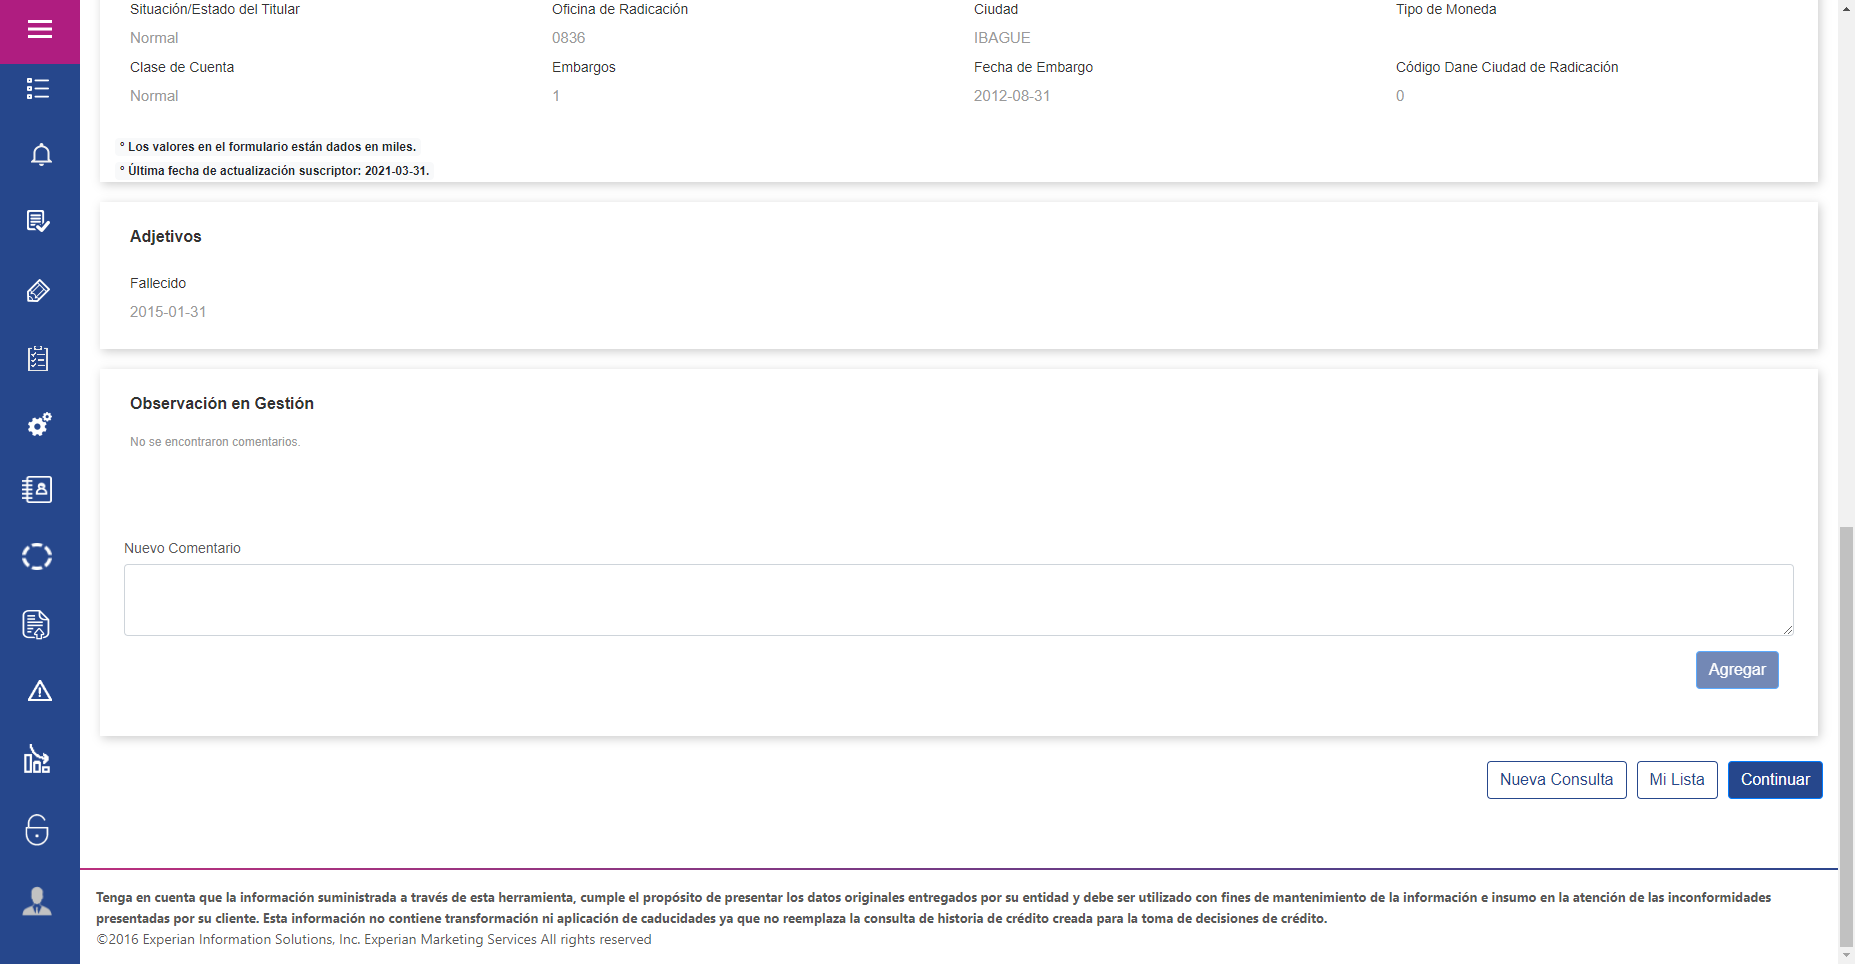 Situación/Estado del Titular Oficina de Radicación Ciudad Tipo de Moneda
Normal 0836 IBAGUE
Clase de Cuenta Embargos Fecha de Embargo Código Dane Ciudad de Radicación
Normal 1 2012-08-31 0
° Los valores en el formulario están dados en miles.
° Última fecha de actualización suscriptor: 2021-03-31.
Adjetivos
Fallecido
2015-01-31
Observación en Gestión
No se encontraron comentarios.
Nuevo Comentario
Agregar
Nueva Consulta Mi Lista Continuar
Tenga en cuenta que la información suministrada a través de esta herramienta, cumple el propósito de presentar los datos originales entregados por su entidad y debe ser utilizado con fines de mantenimiento de la información e insumo en la atención de las inconformidades
presentadas por su cliente. Esta información no contiene transformación ni aplicación de caducidades ya que no reemplaza la consulta de historia de crédito creada para la toma de decisiones de crédito.
©2016 Experian Information Solutions, Inc. Experian Marketing Services All rights reserved